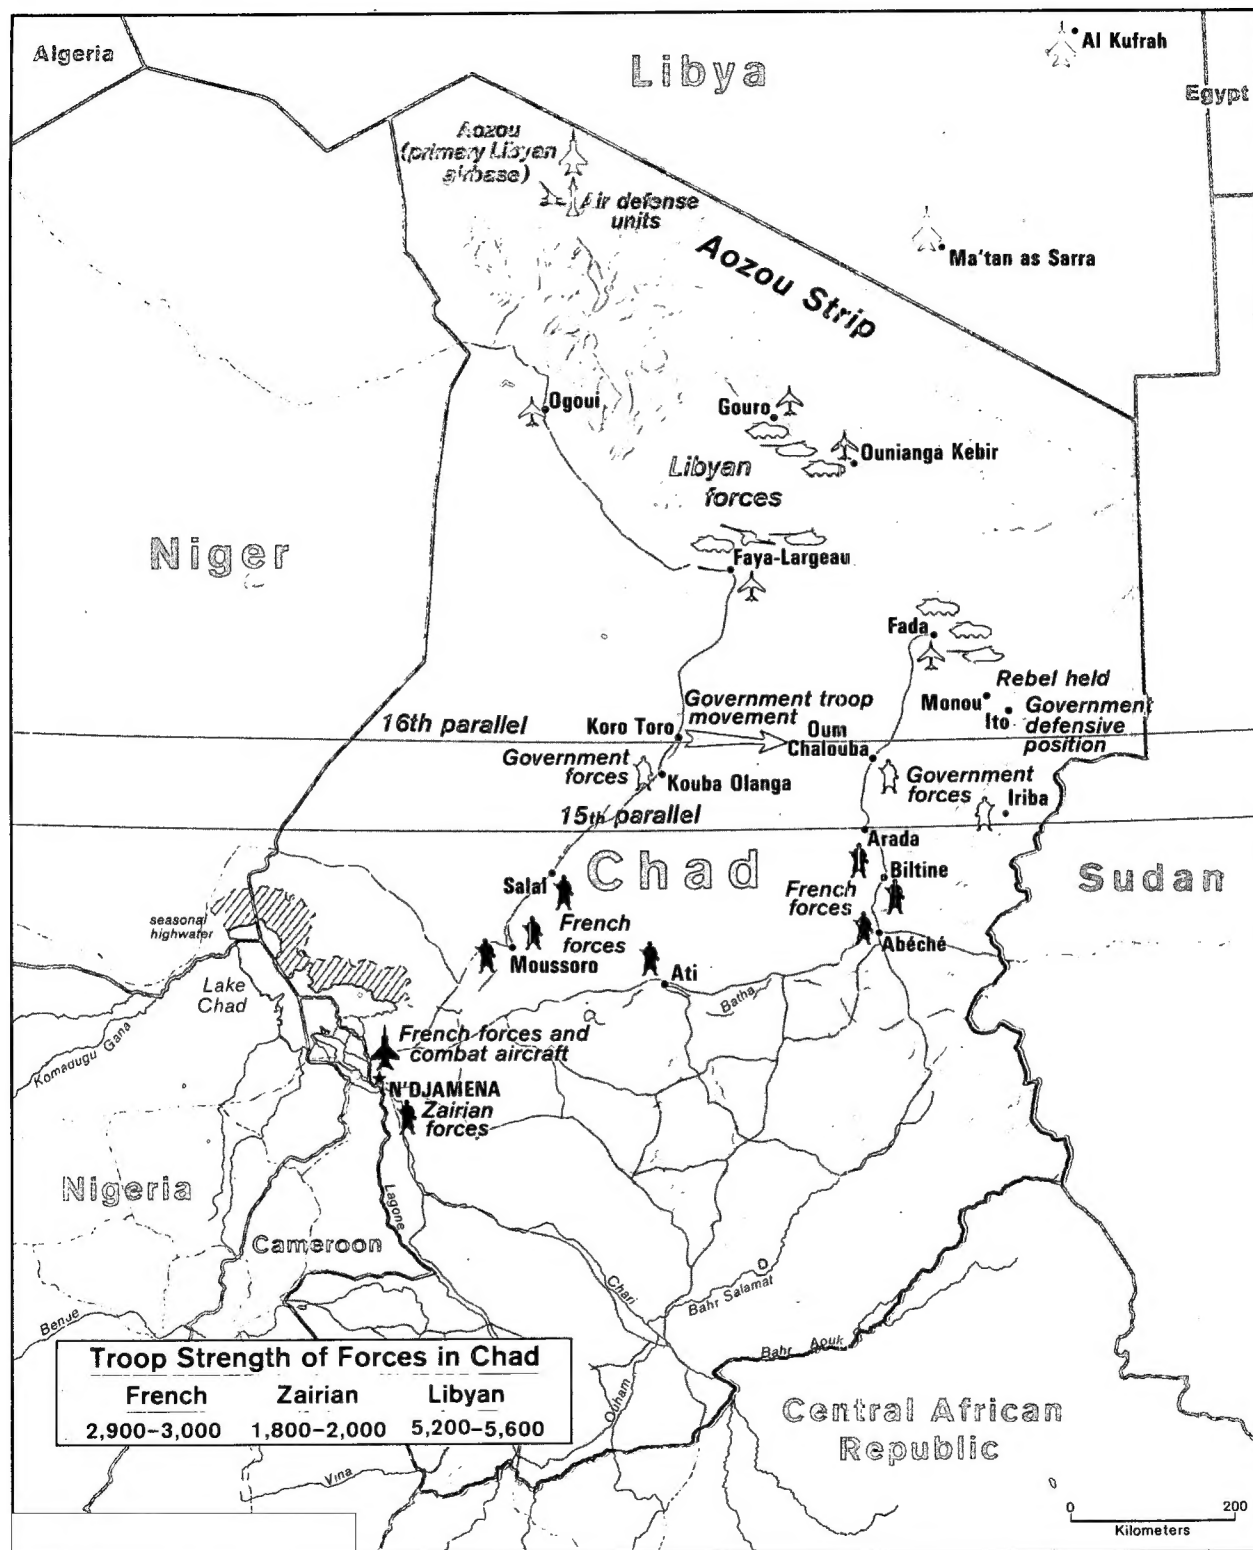 Algeria
Libya
Al Kufrah
Egypt
Aozou
(primary Libyan
airbase)
Air defense
units
Aozou Strip
Ma'tan as Sarra
Ogoui
Gouro
Ounianga Kebir
Libyan
forces
Niger
Faya-Largeau
Fada
Rebel held
Monou
Ito
Government
defensive
position
16th parallel
Koro Toro
Government troop
movement
Oum
Chalouba
Government
forces
Kouba Olanga
Government
forces
Iriba
15th parallel
Arada
Chad
Sudan
Salal
Biltine
French
forces
French
forces
Abéché
Moussoro
Ati
seasonal
highwater
Lake
Chad
Batha
Komadugu Gana
French forces and
combat aircraft
N'DJAMENA
Zairian
forces
Nigeria
Lagone
Cameroon
Chari
Bahr Salamat
Benue
Bahr Aouk
Troop Strength of Forces in Chad
French Zairian Libyan
2,900–3,000 1,800–2,000 5,200–5,600
Ouham
Vina
Central African
Republic
0 200
Kilometers